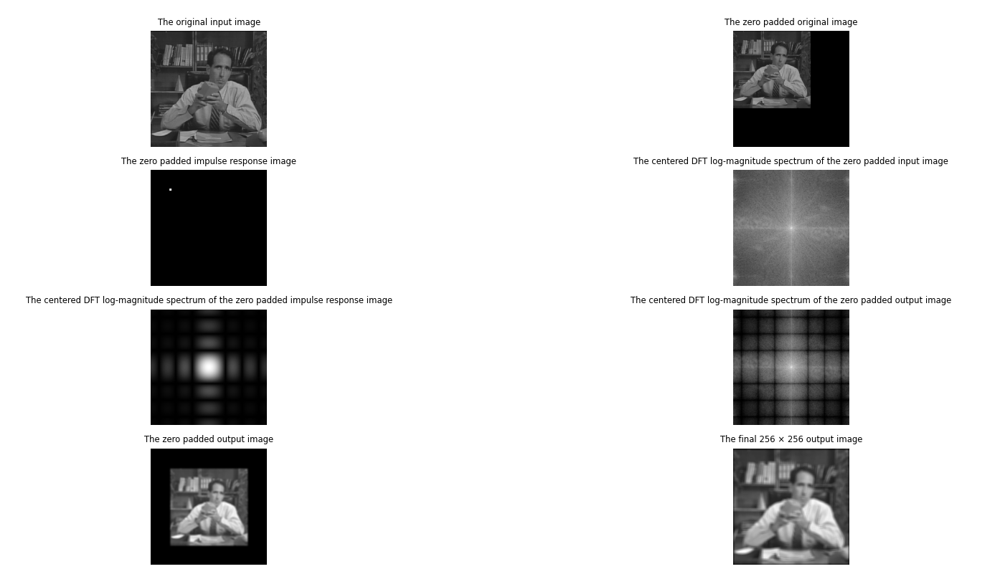 The original input image
The zero padded original image
The zero padded impulse response image
The centered DFT log-magnitude spectrum of the zero padded input image
The centered DFT log-magnitude spectrum of the zero padded impulse response image
The centered DFT log-magnitude spectrum of the zero padded output image
The zero padded output image
The final 256 × 256 output image